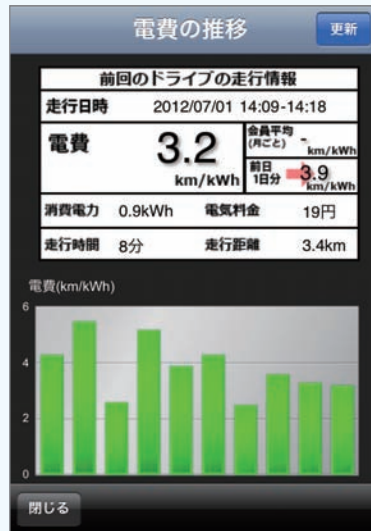 電費の推移
更新
前回のドライブの走行情報
走行日時 2012/07/01 14:09-14:18
電費 3.2 km/kWh
会員平均 (月ごと) - km/kWh
前日 1日分 3.9 km/kWh
消費電力 0.9kWh 電気料金 19円
走行時間 8分 走行距離 3.4km
電費(km/kWh)
6
4
2
0
閉じる